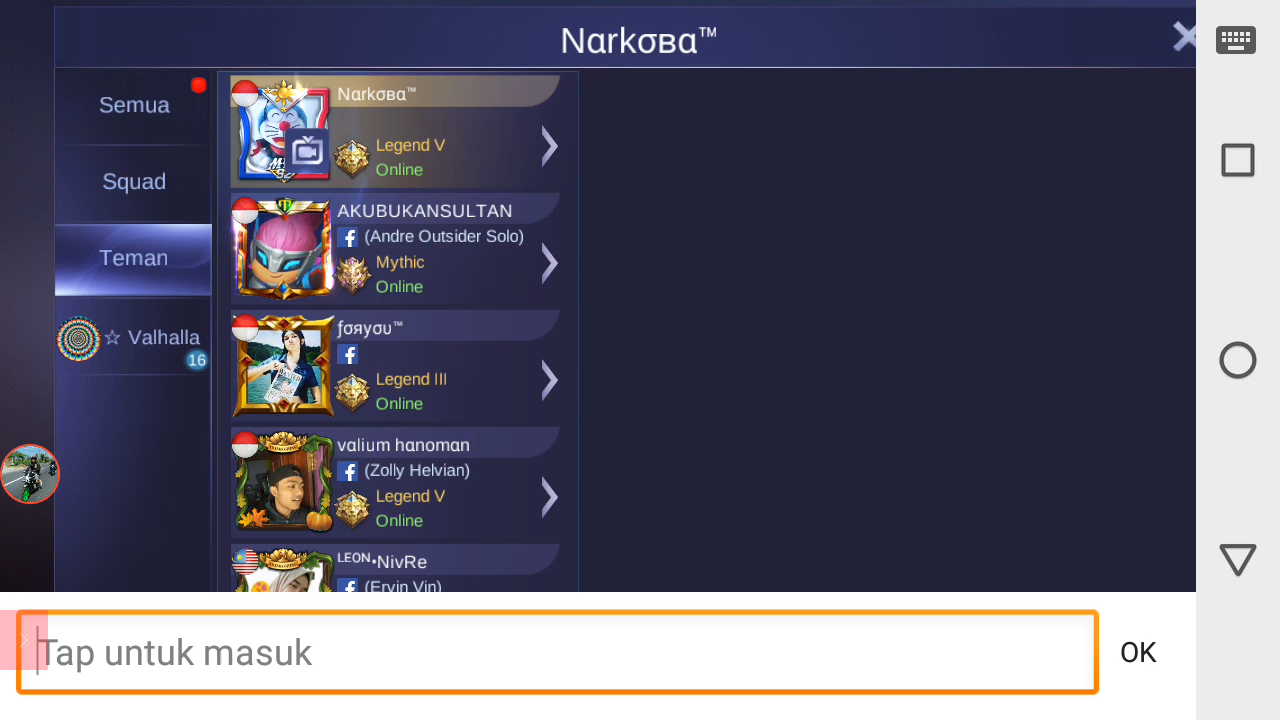 Nαrkσвα™
Semua
Squad
Teman
☆ Valhalla
16
Nαrkσвα™
Legend V
Online
AKUBUKANSULTAN
(Andre Outsider Solo)
Mythic
Online
ƒσяyσυ™
Legend III
Online
vαlium hαnomαn
(Zolly Helvian)
Legend V
Online
ᴸᴱᴼᴺ•NivRe
(Ervin Vin)
Tap untuk masuk
OK